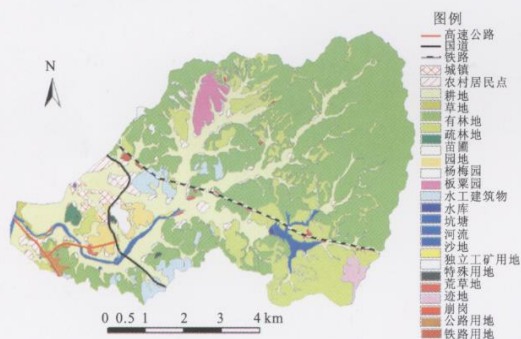 图例
高速公路
国道
铁路
城镇
农村居民点
耕地
草地
有林地
疏林地
苗圃
园地
杨梅园
板粟园
水工建筑物
水库
坑塘
河流
沙地
独立工矿用地
特殊用地
荒草地
迹地
崩岗
公路用地
铁路用地
N
0 0.5 1 2 3 4 km